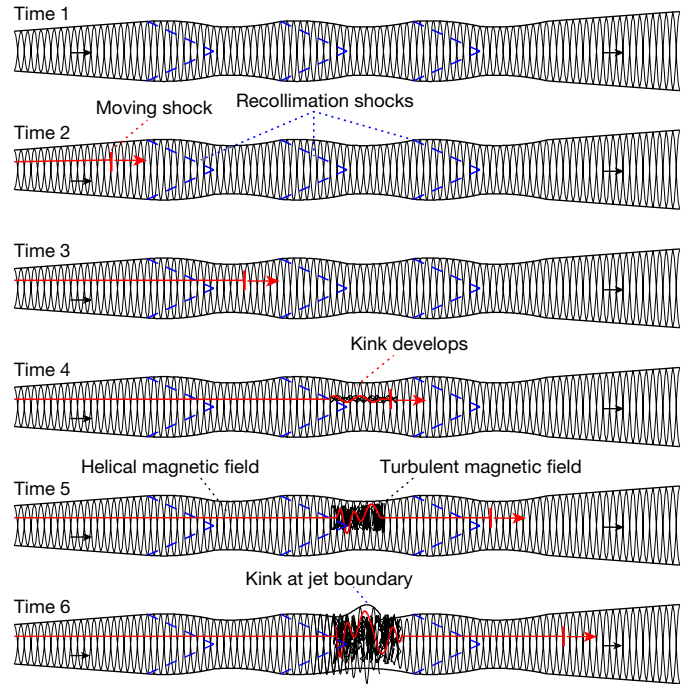 Time 1
Moving shock
Recollimation shocks
Time 2
Time 3
Kink develops
Time 4
Helical magnetic field
Turbulent magnetic field
Time 5
Kink at jet boundary
Time 6